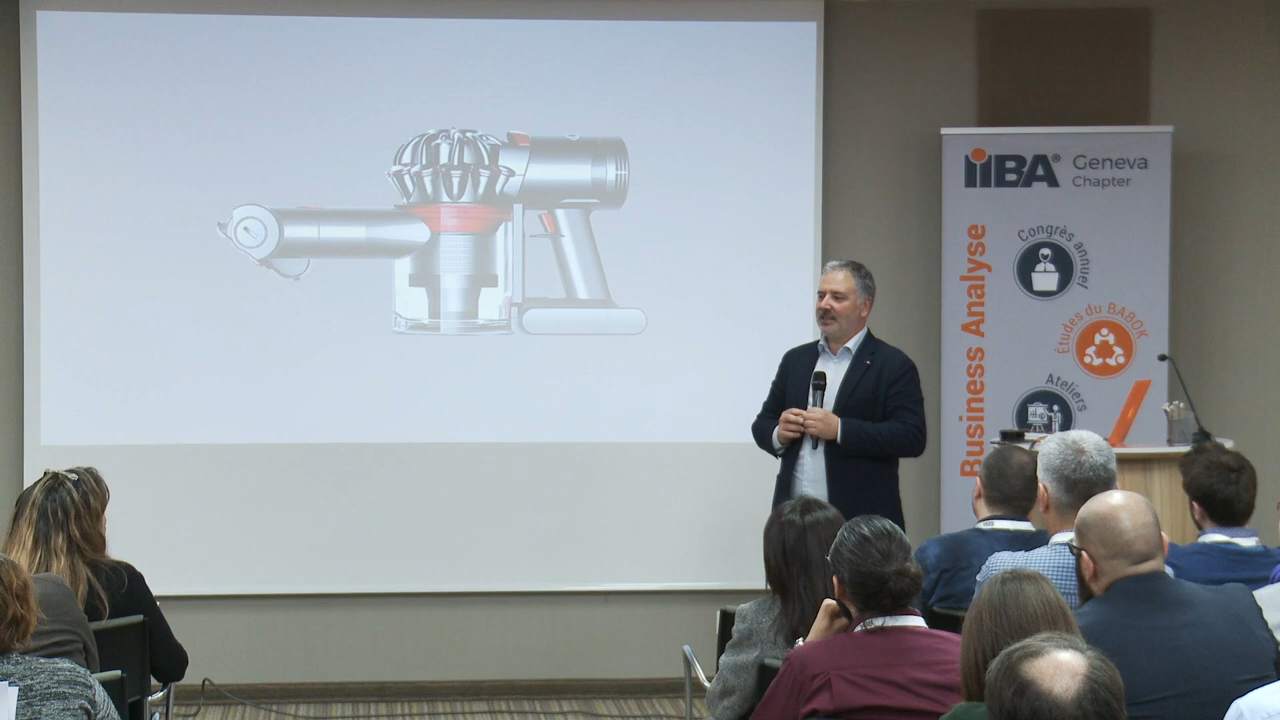 iiBA® Geneva
Chapter
Business Analyse
Congrès annuel
Études du BABOK
Ateliers